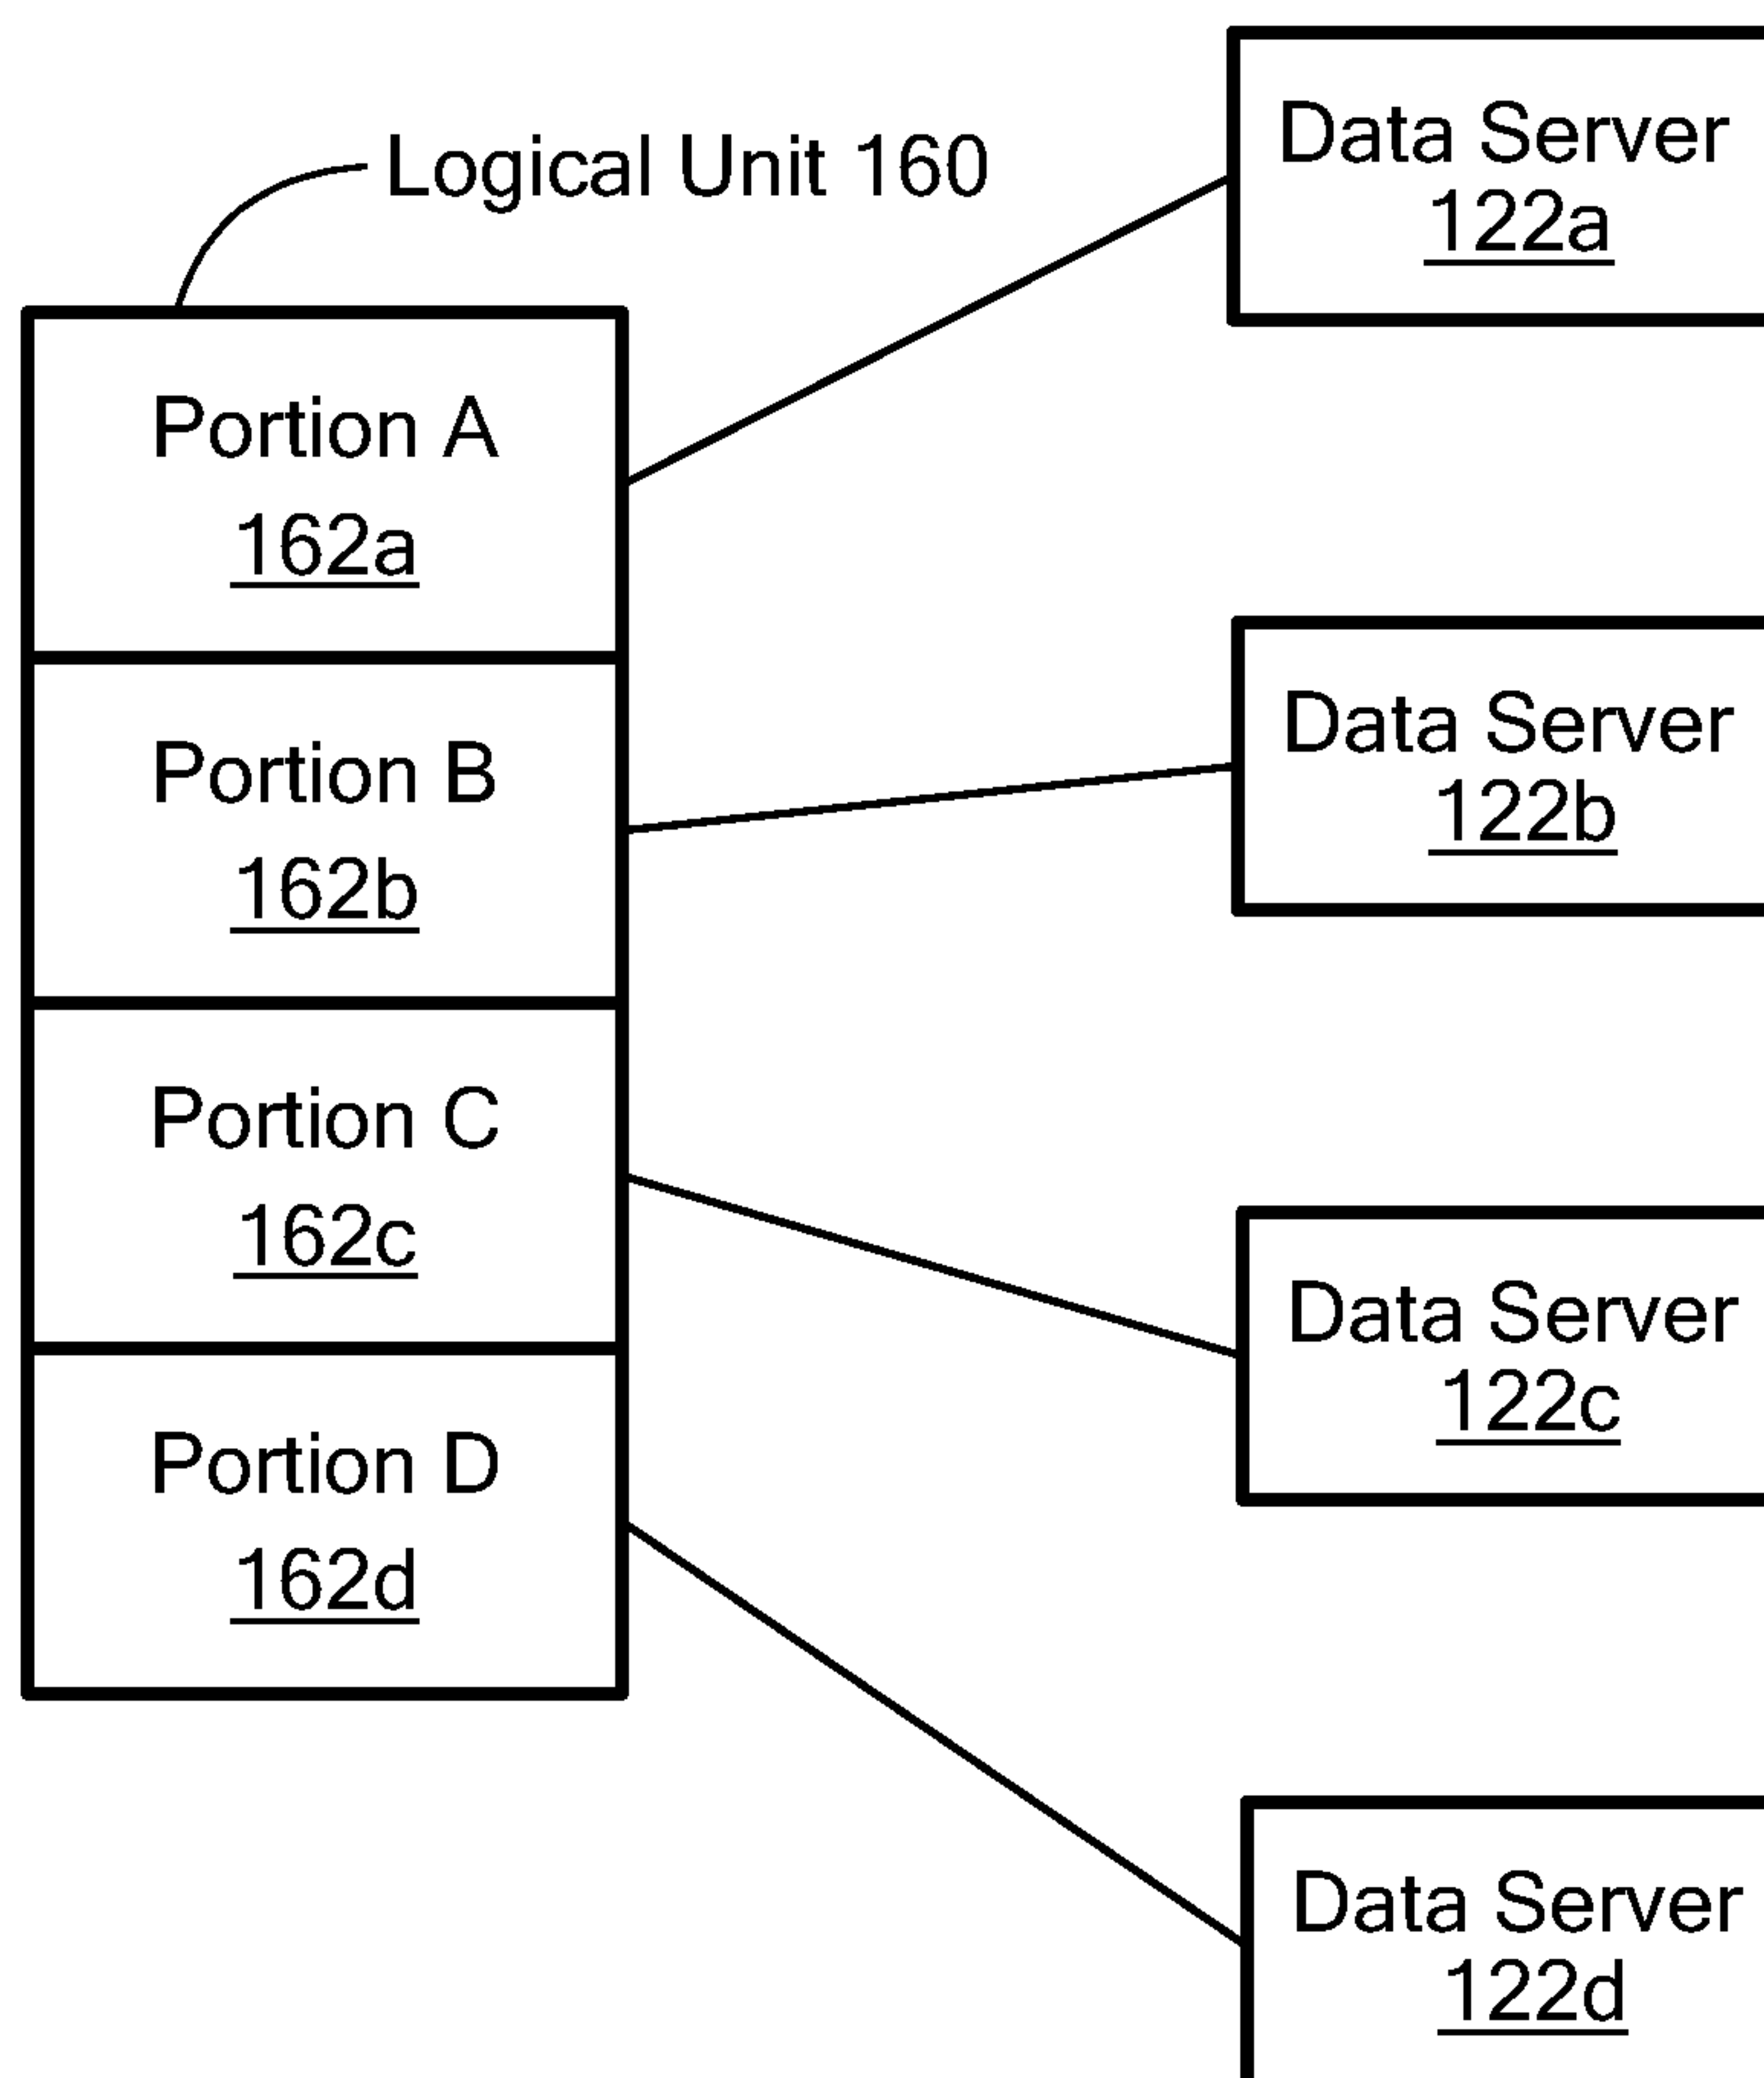 Logical Unit 160
Portion A
162a
Portion B
162b
Portion C
162c
Portion D
162d
Data Server
122a
Data Server
122b
Data Server
122c
Data Server
122d